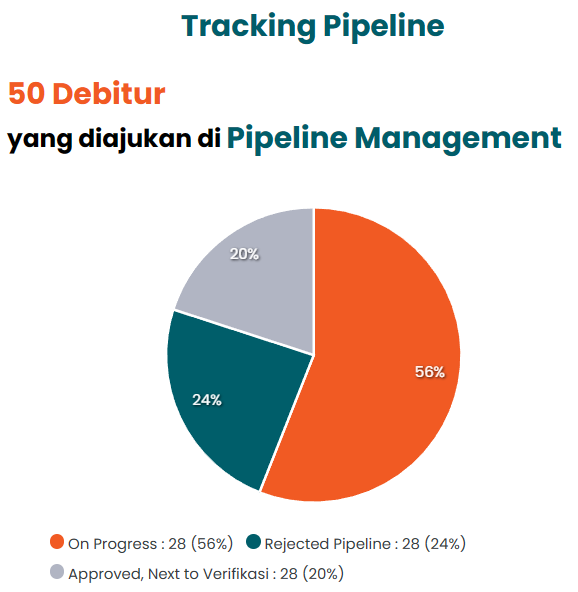 Tracking Pipeline
50 Debitur
yang diajukan di Pipeline Management
20%
56%
24%
On Progress : 28 (56%) Rejected Pipeline : 28 (24%)
Approved, Next to Verifikasi : 28 (20%)